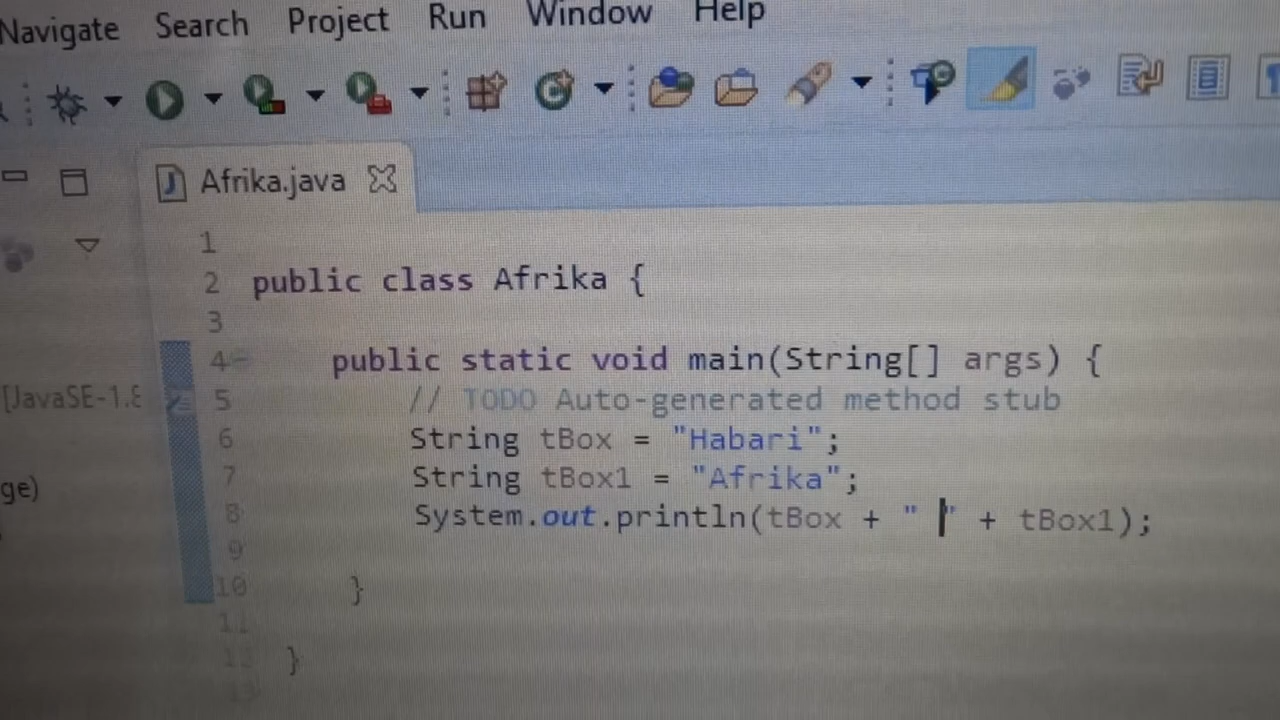 Navigate Search Project Run Window Help
Afrika.java
1
2 public class Afrika {
3
4 public static void main(String[] args) {
[JavaSE-1.8
5 // TODO Auto-generated method stub
6 String tBox = "Habari";
7 String tBox1 = "Afrika";
ge)
8 System.out.println(tBox + " " + tBox1);
9
10 }
11
12 }
13